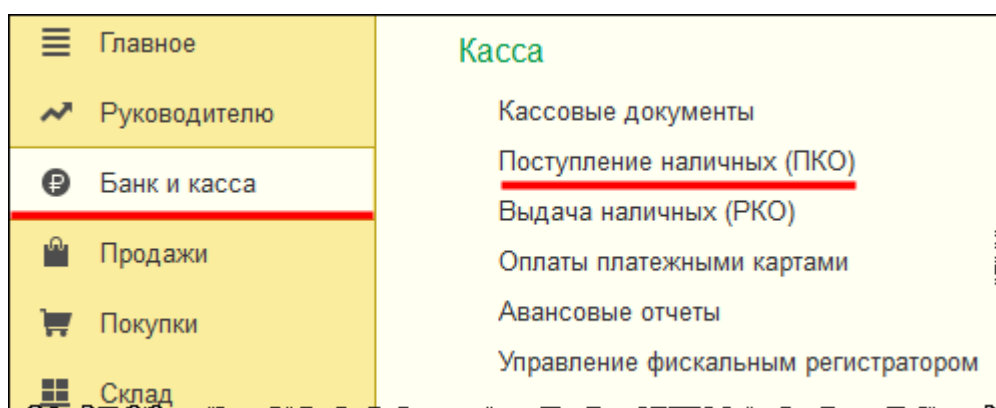 Главное
Руководителю
Банк и касса
Продажи
Покупки
Склад
Касса
Кассовые документы
Поступление наличных (ПКО)
Выдача наличных (РКО)
Оплаты платежными картами
Авансовые отчеты
Управление фискальным регистратором